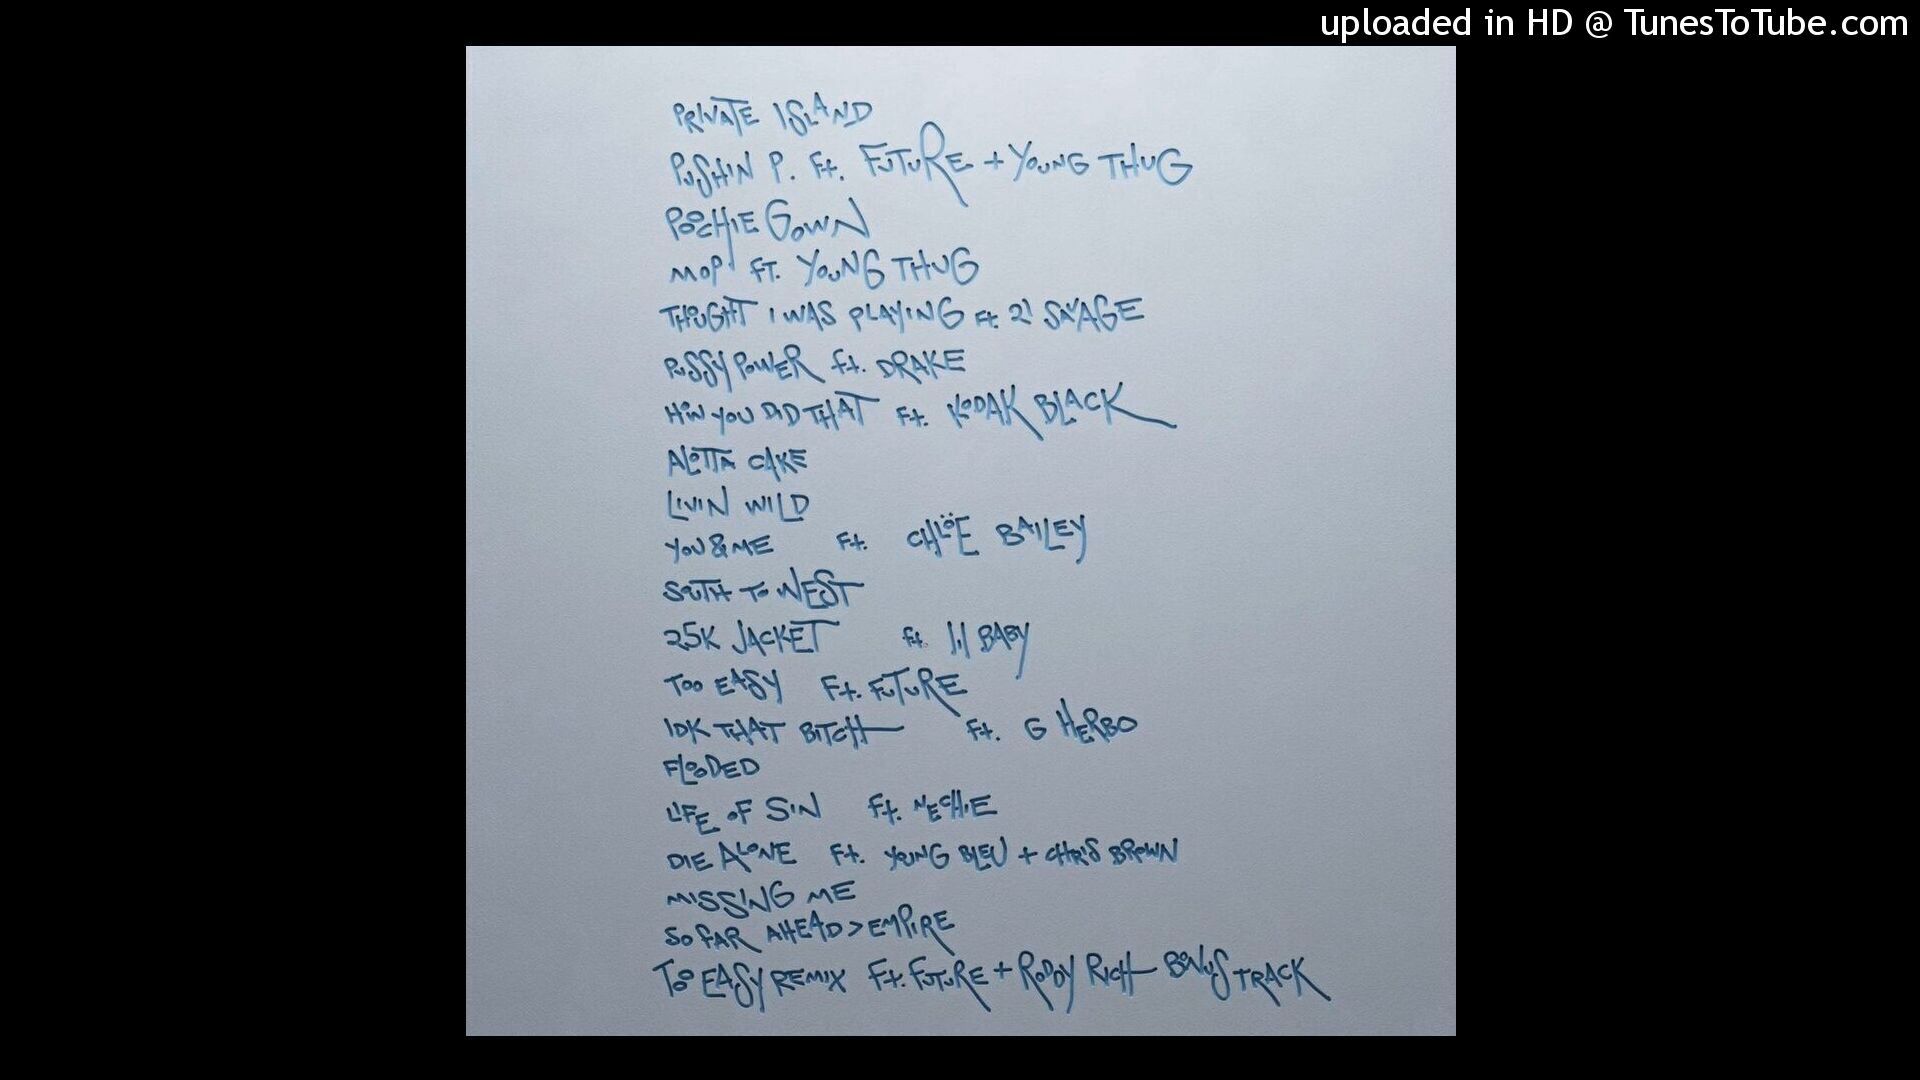 uploaded in HD @ TunesToTube.com
PRIVATE ISLAND
PUSHIN P. Ft. FUTURE + YOUNG THUG
POOCHIE GOWN
MOP FT. YOUNG THUG
THOUGHT I WAS PLAYING Ft. 21 SAVAGE
PUSSY POWER ft. DRAKE
HOW YOU DID THAT Ft. KODAK BLACK
ALOTTA CAKE
LIVIN WILD
YOU & ME Ft. CHLÖE BAILEY
SOUTH TO WEST
25K JACKET ft. lil BABY
TOO EASY Ft. FUTURE
IDK THAT BITCH Ft. G HERBO
FLOODED
LIFE OF SIN Ft. NECHIE
DIE ALONE Ft. YOUNG BLEU + CHRIS BROWN
MISSING ME
SO FAR AHEAD > EMPIRE
TOO EASY REMIX Ft. FUTURE + RODDY RICH BONUS TRACK